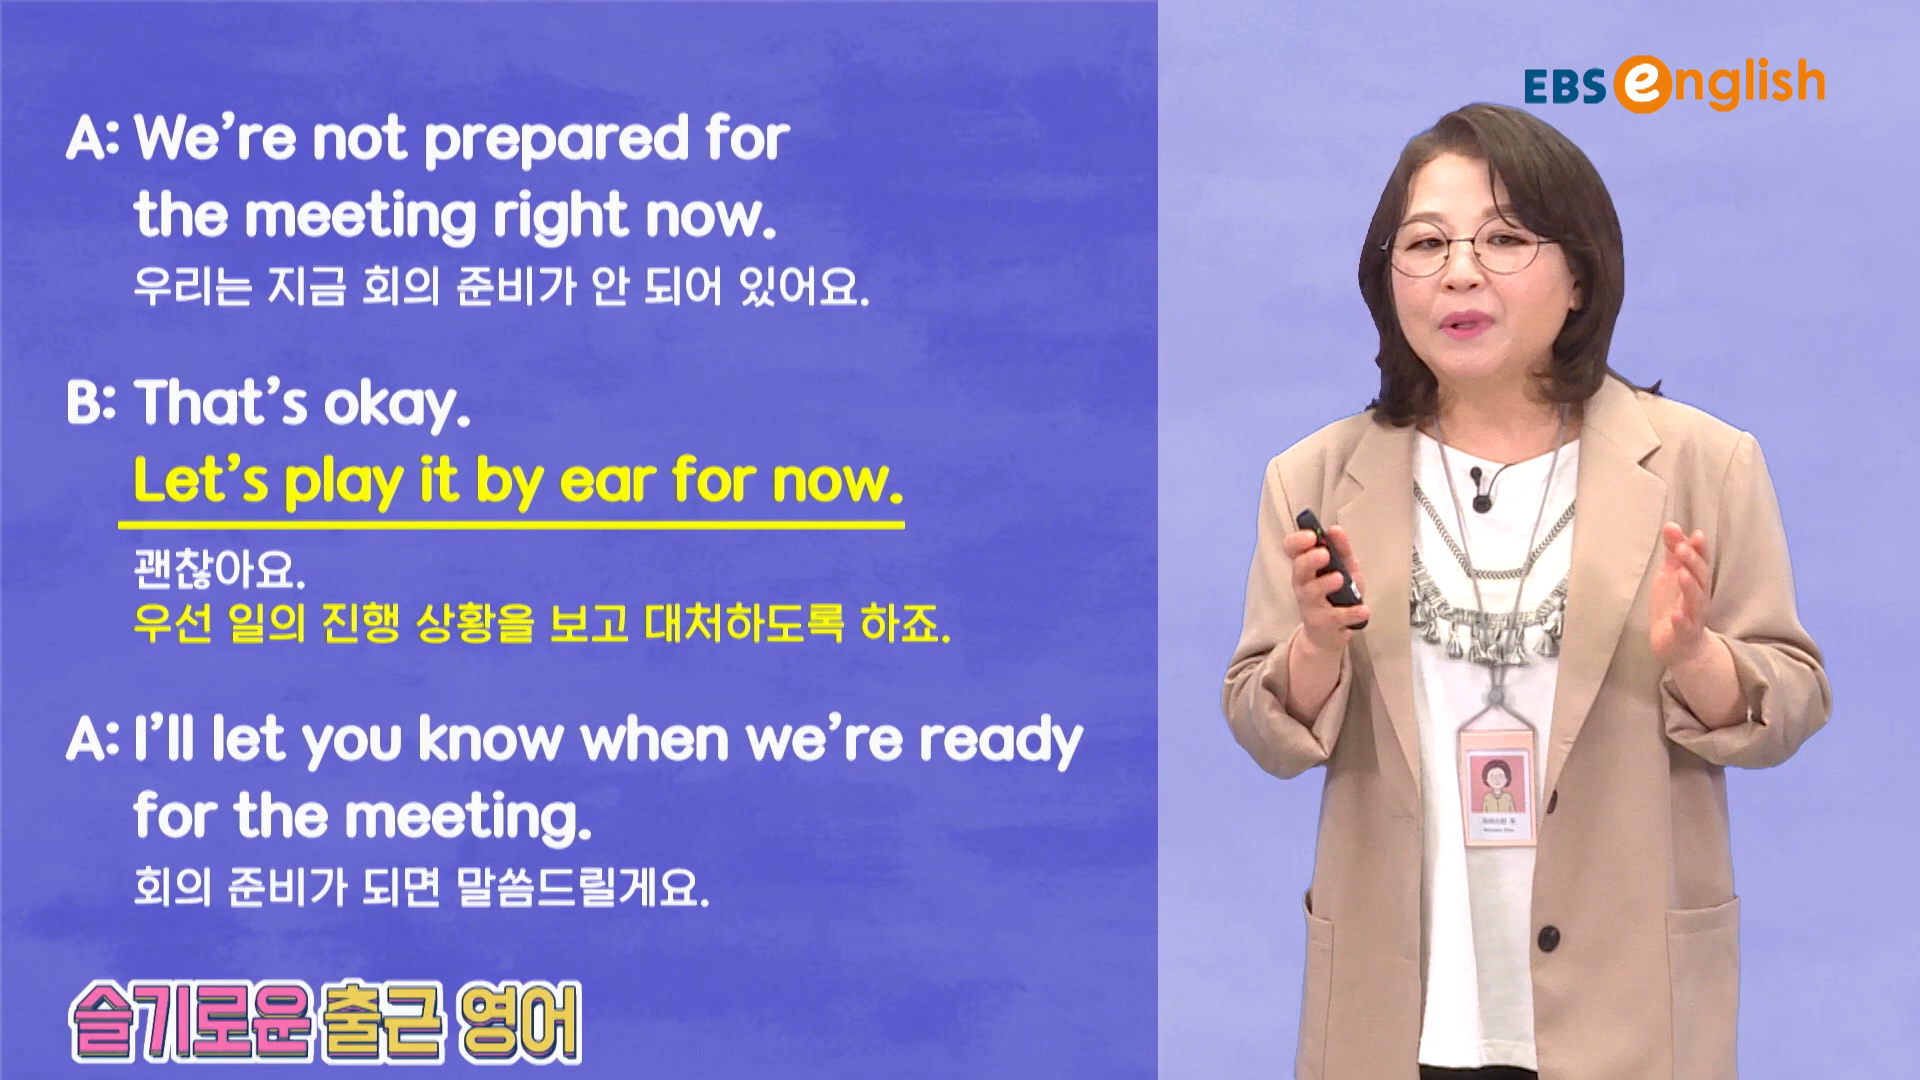 EBS english
A: We're not prepared for
the meeting right now.
우리는 지금 회의 준비가 안 되어 있어요.
B: That's okay.
Let's play it by ear for now.
괜찮아요.
우선 일의 진행 상황을 보고 대처하도록 하죠.
A: I'll let you know when we're ready
for the meeting.
회의 준비가 되면 말씀드릴게요.
슬기로운 출근 영어